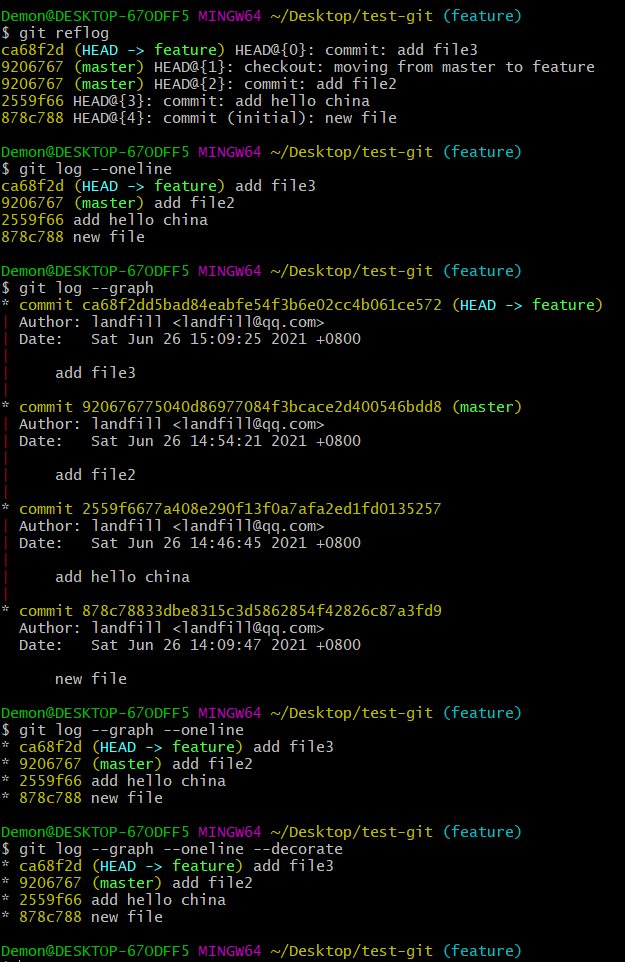 Demon@DESKTOP-67ODFF5 MINGW64 ~/Desktop/test-git (feature)
$ git reflog
ca68f2d (HEAD -> feature) HEAD@{0}: commit: add file3
9206767 (master) HEAD@{1}: checkout: moving from master to feature
9206767 (master) HEAD@{2}: commit: add file2
2559f66 HEAD@{3}: commit: add hello china
878c788 HEAD@{4}: commit (initial): new file
Demon@DESKTOP-67ODFF5 MINGW64 ~/Desktop/test-git (feature)
$ git log --oneline
ca68f2d (HEAD -> feature) add file3
9206767 (master) add file2
2559f66 add hello china
878c788 new file
Demon@DESKTOP-67ODFF5 MINGW64 ~/Desktop/test-git (feature)
$ git log --graph
* commit ca68f2dd5bad84eabfe54f3b6e02cc4b061ce572 (HEAD -> feature)
| Author: landfill <landfill@qq.com>
| Date:   Sat Jun 26 15:09:25 2021 +0800
|
|     add file3
|
* commit 920676775040d86977084f3bcace2d400546bdd8 (master)
| Author: landfill <landfill@qq.com>
| Date:   Sat Jun 26 14:54:21 2021 +0800
|
|     add file2
|
* commit 2559f6677a408e290f13f0a7afa2ed1fd0135257
| Author: landfill <landfill@qq.com>
| Date:   Sat Jun 26 14:46:45 2021 +0800
|
|     add hello china
|
* commit 878c78833dbe8315c3d5862854f42826c87a3fd9
  Author: landfill <landfill@qq.com>
  Date:   Sat Jun 26 14:09:47 2021 +0800
      new file
Demon@DESKTOP-67ODFF5 MINGW64 ~/Desktop/test-git (feature)
$ git log --graph --oneline
* ca68f2d (HEAD -> feature) add file3
* 9206767 (master) add file2
* 2559f66 add hello china
* 878c788 new file
Demon@DESKTOP-67ODFF5 MINGW64 ~/Desktop/test-git (feature)
$ git log --graph --oneline --decorate
* ca68f2d (HEAD -> feature) add file3
* 9206767 (master) add file2
* 2559f66 add hello china
* 878c788 new file
Demon@DESKTOP-67ODFF5 MINGW64 ~/Desktop/test-git (feature)